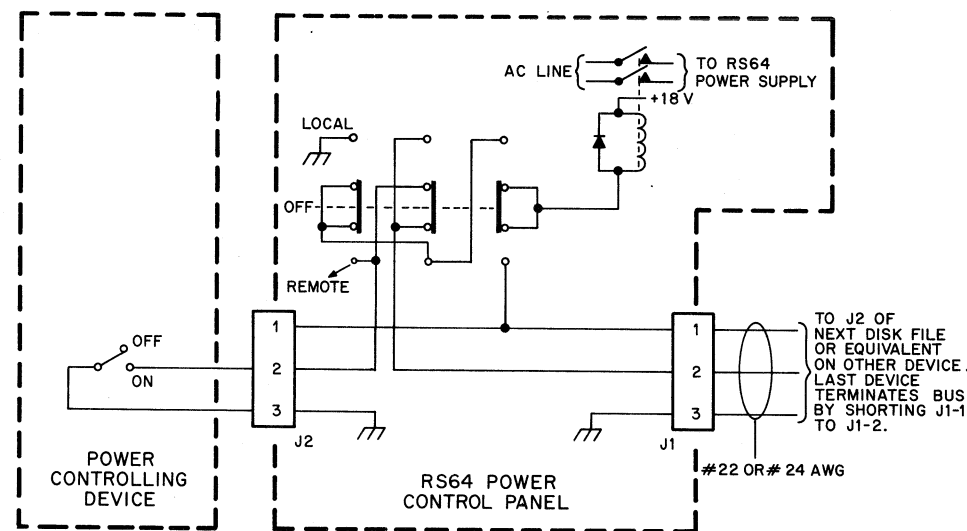 AC LINE
TO RS64
POWER SUPPLY
+18 V
LOCAL
OFF
REMOTE
1
2
3
J2
OFF
ON
1
2
3
J1
TO J2 OF
NEXT DISK FILE
OR EQUIVALENT
ON OTHER DEVICE.
LAST DEVICE
TERMINATES BUS
BY SHORTING J1-1
TO J1-2.
#22 OR # 24 AWG
POWER
CONTROLLING
DEVICE
RS64 POWER
CONTROL PANEL